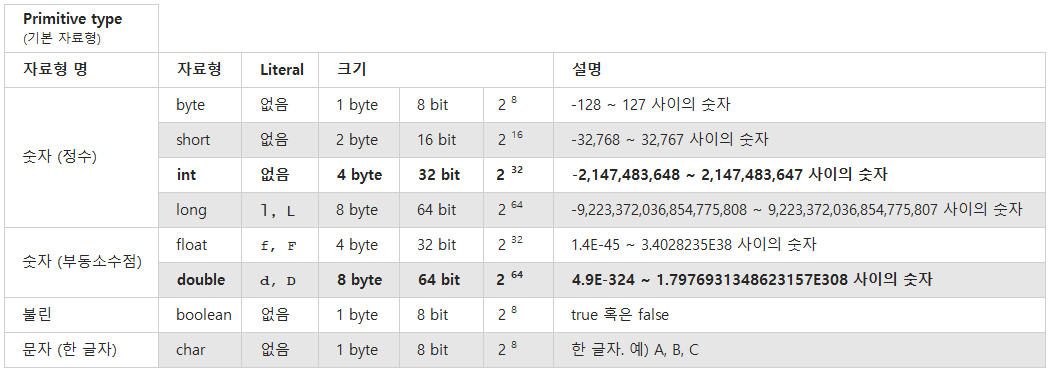 Primitive type
(기본 자료형)
자료형 명 자료형 Literal 크기 설명
숫자 (정수) byte 없음 1 byte 8 bit 2 8 -128 ~ 127 사이의 숫자
short 없음 2 byte 16 bit 2 16 -32,768 ~ 32,767 사이의 숫자
int 없음 4 byte 32 bit 2 32 -2,147,483,648 ~ 2,147,483,647 사이의 숫자
long l, L 8 byte 64 bit 2 64 -9,223,372,036,854,775,808 ~ 9,223,372,036,854,775,807 사이의 숫자
숫자 (부동소수점) float f, F 4 byte 32 bit 2 32 1.4E-45 ~ 3.4028235E38 사이의 숫자
double d, D 8 byte 64 bit 2 64 4.9E-324 ~ 1.7976931348623157E308 사이의 숫자
불린 boolean 없음 1 byte 8 bit 2 8 true 혹은 false
문자 (한 글자) char 없음 1 byte 8 bit 2 8 한 글자. 예) A, B, C